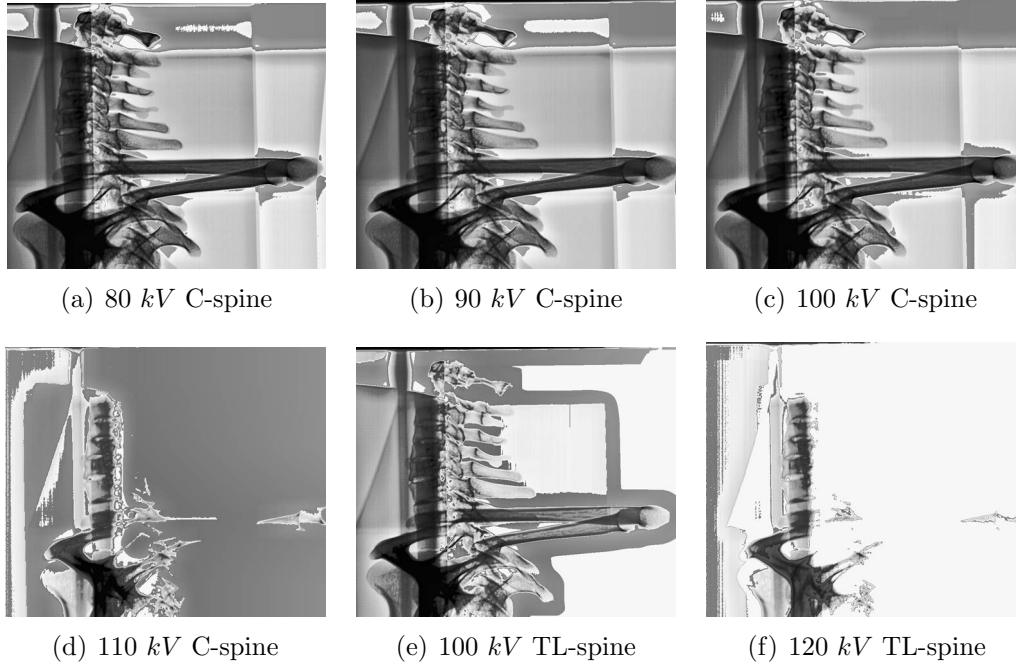 (a) 80 kV C-spine
(b) 90 kV C-spine
(c) 100 kV C-spine
(d) 110 kV C-spine
(e) 100 kV TL-spine
(f) 120 kV TL-spine